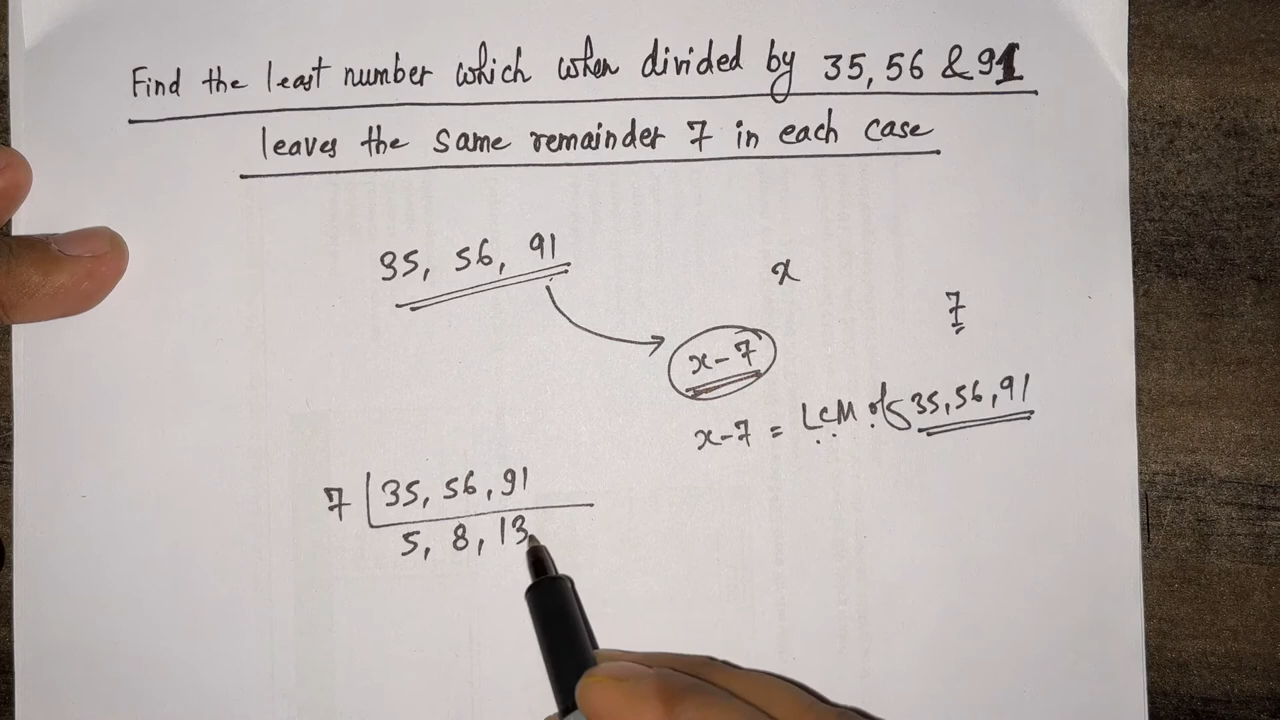 Find the least number which when divided by 35, 56 & 91
leaves the same remainder 7 in each case
35, 56, 91
x
7
x - 7
x - 7 = LCM of 35, 56, 91
7 | 35, 56, 91
5, 8, 13